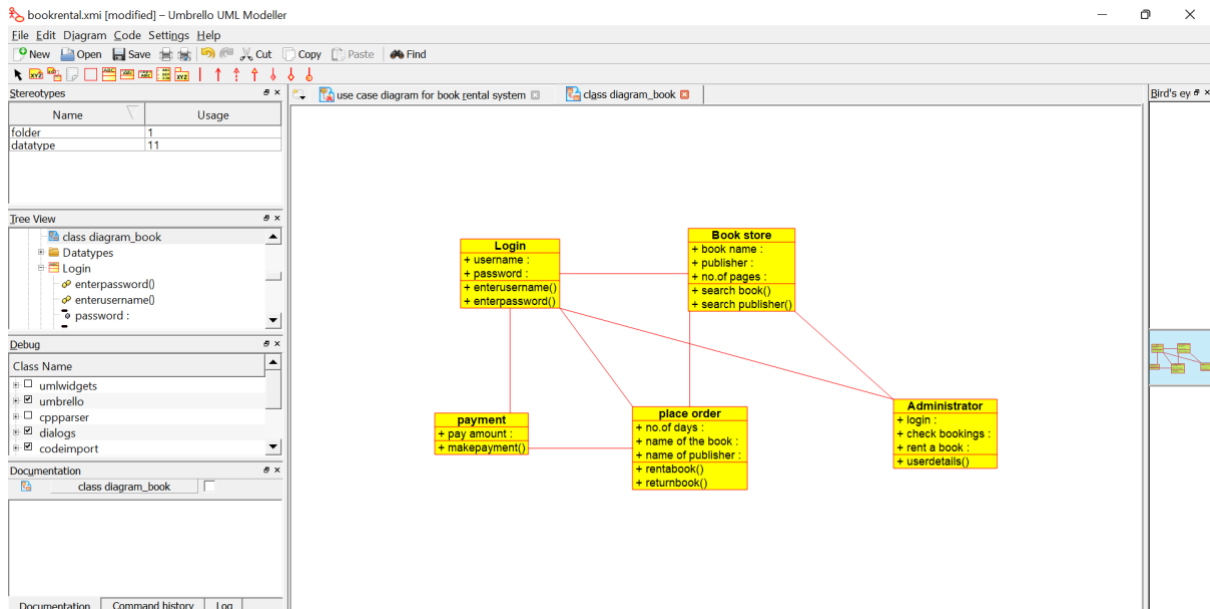 bookrental.xmi [modified] – Umbrello UML Modeller
File Edit Diagram Code Settings Help
New Open Save Cut Copy Paste Find
Stereotypes
Name Usage
folder 1
datatype 11
Tree View
class diagram_book
Datatypes
Login
enterpassword()
enterusername()
password :
Debug
Class Name
umlwidgets
umbrello
cppparser
dialogs
codeimport
Documentation
class diagram_book
Documentation Command history Log
use case diagram for book rental system class diagram_book
Login
+ username :
+ password :
+ enterusername()
+ enterpassword()
Book store
+ book name :
+ publisher :
+ no.of pages :
+ search book()
+ search publisher()
payment
+ pay amount :
+ makepayment()
place order
+ no.of days :
+ name of the book :
+ name of publisher :
+ rentabook()
+ returnbook()
Administrator
+ login :
+ check bookings :
+ rent a book :
+ userdetails()
Bird's ey